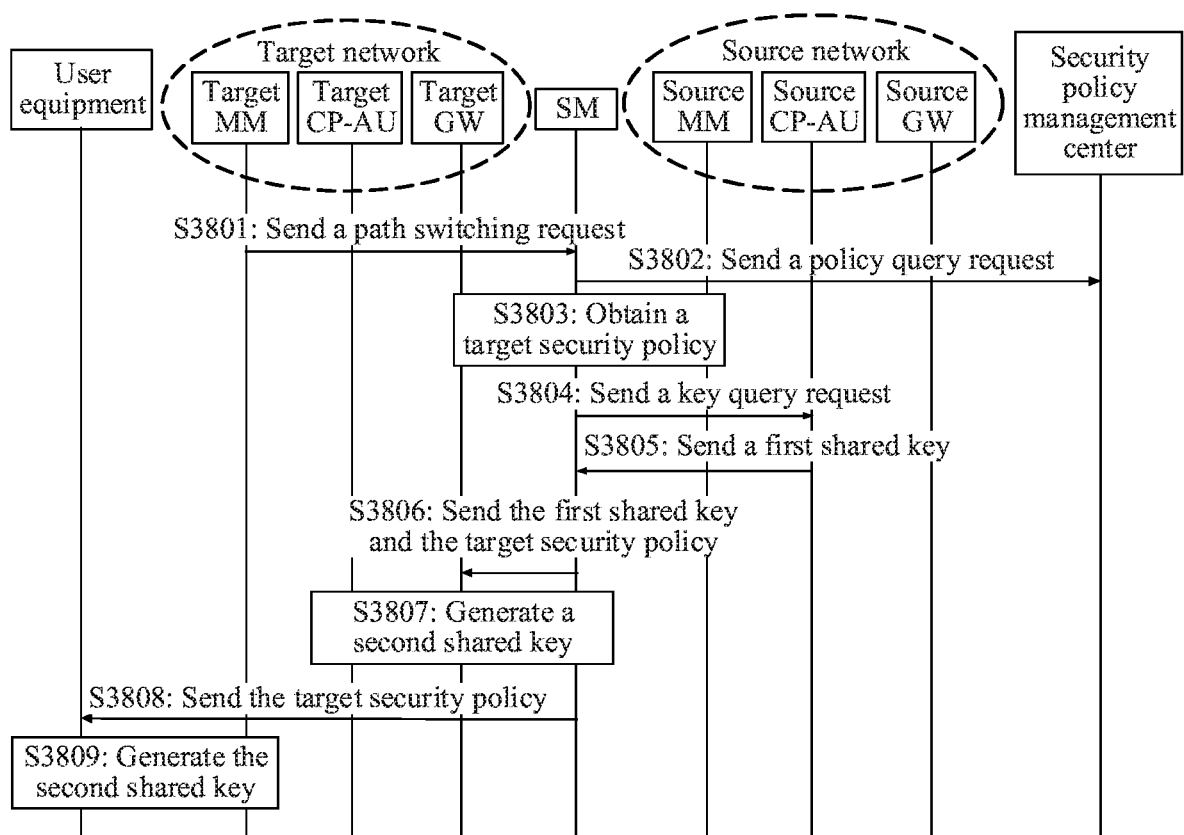 User
equipment
Target network
Target
MM
Target
CP-AU
Target
GW
SM
Source network
Source
MM
Source
CP-AU
Source
GW
Security
policy
management
center
S3801: Send a path switching request
S3802: Send a policy query request
S3803: Obtain a
target security policy
S3804: Send a key query request
S3805: Send a first shared key
S3806: Send the first shared key
and the target security policy
S3807: Generate a
second shared key
S3808: Send the target security policy
S3809: Generate the
second shared key